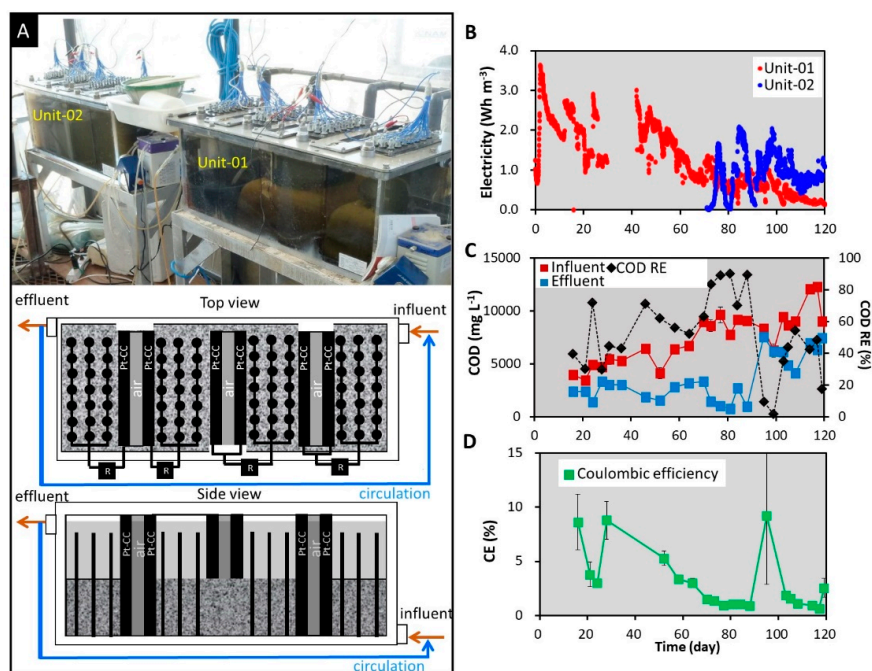 A
Unit-02
Unit-01
Top view
effluent
influent
Pt-CC
air
Pt-CC
Pt-CC
air
Pt-CC
Pt-CC
air
Pt-CC
R
R
R
circulation
Side view
effluent
Pt-CC
air
Pt-CC
Pt-CC
air
Pt-CC
influent
circulation
B
Electricity (Wh m-3)
4.0
3.0
2.0
1.0
0.0
Unit-01
Unit-02
0 20 40 60 80 100 120
C
COD (mg L-1)
15000
10000
5000
0
Influent
COD RE
Effluent
100
80
60
40
20
0
COD RE (%)
0 20 40 60 80 100 120
D
CE (%)
15
10
5
0
Coulombic efficiency
0 20 40 60 80 100 120
Time (day)